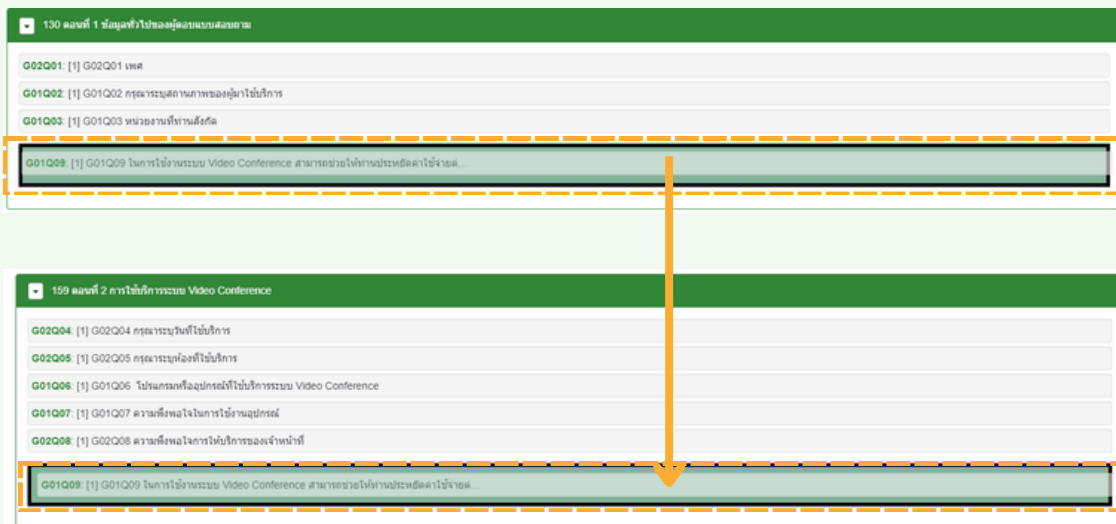 130 ตอนที่ 1 ข้อมูลทั่วไปของผู้ตอบแบบสอบถาม
G02Q01: [1] G02Q01 เพศ
G01Q02: [1] G01Q02 กรุณาระบุสถานภาพของผู้มาใช้บริการ
G01Q03: [1] G01Q03 หน่วยงานที่ท่านสังกัด
G01Q09: [1] G01Q09 ในการใช้งานระบบ Video Conference สามารถช่วยให้ท่านประหยัดค่าใช้จ่ายค่...
159 ตอนที่ 2 การใช้บริการระบบ Video Conference
G02Q04: [1] G02Q04 กรุณาระบุวันที่ใช้บริการ
G02Q05: [1] G02Q05 กรุณาระบุห้องที่ใช้บริการ
G01Q06: [1] G01Q06 โปรแกรมหรืออุปกรณ์ที่ใช้บริการระบบ Video Conference
G01Q07: [1] G01Q07 ความพึงพอใจในการใช้งานอุปกรณ์
G02Q08: [1] G02Q08 ความพึงพอใจการให้บริการของเจ้าหน้าที่
G01Q09: [1] G01Q09 ในการใช้งานระบบ Video Conference สามารถช่วยให้ท่านประหยัดค่าใช้จ่ายค่...